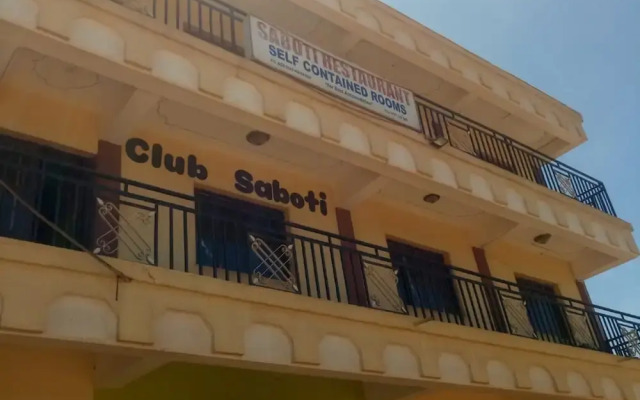 SABOTI RESTAURANT
SELF CONTAINED ROOMS
Club Saboti